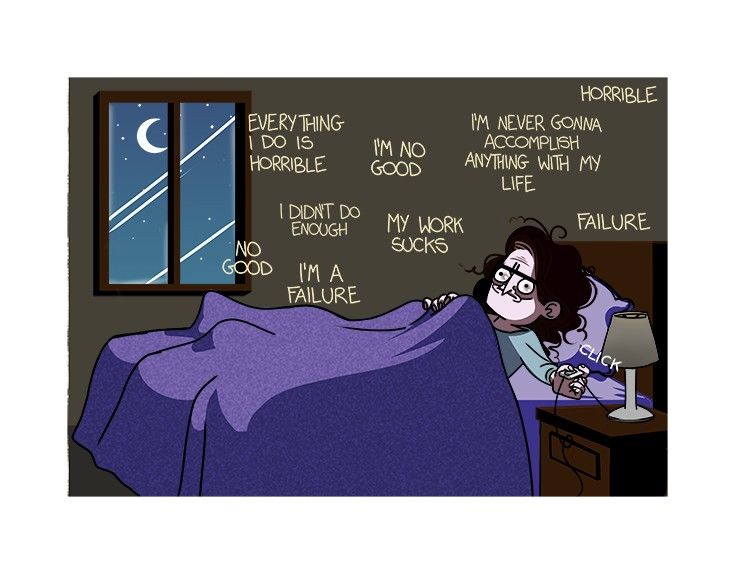 HORRIBLE
EVERYTHING
I DO IS
HORRIBLE
I'M NO
GOOD
I'M NEVER GONNA
ACCOMPLISH
ANYTHING WITH MY
LIFE
I DIDN'T DO
ENOUGH
MY WORK
SUCKS
FAILURE
NO
GOOD
I'M A
FAILURE
CLICK